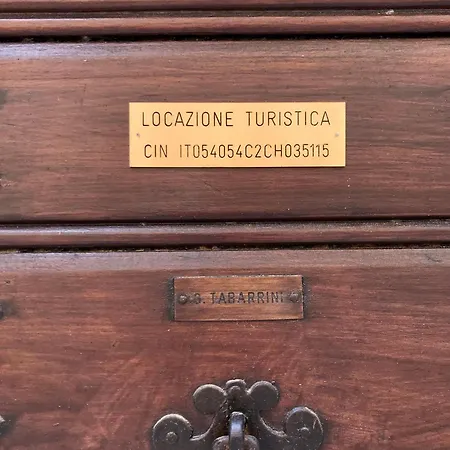 LOCAZIONE TURISTICA
CIN IT054054C2CH035115
G. TABARRINI